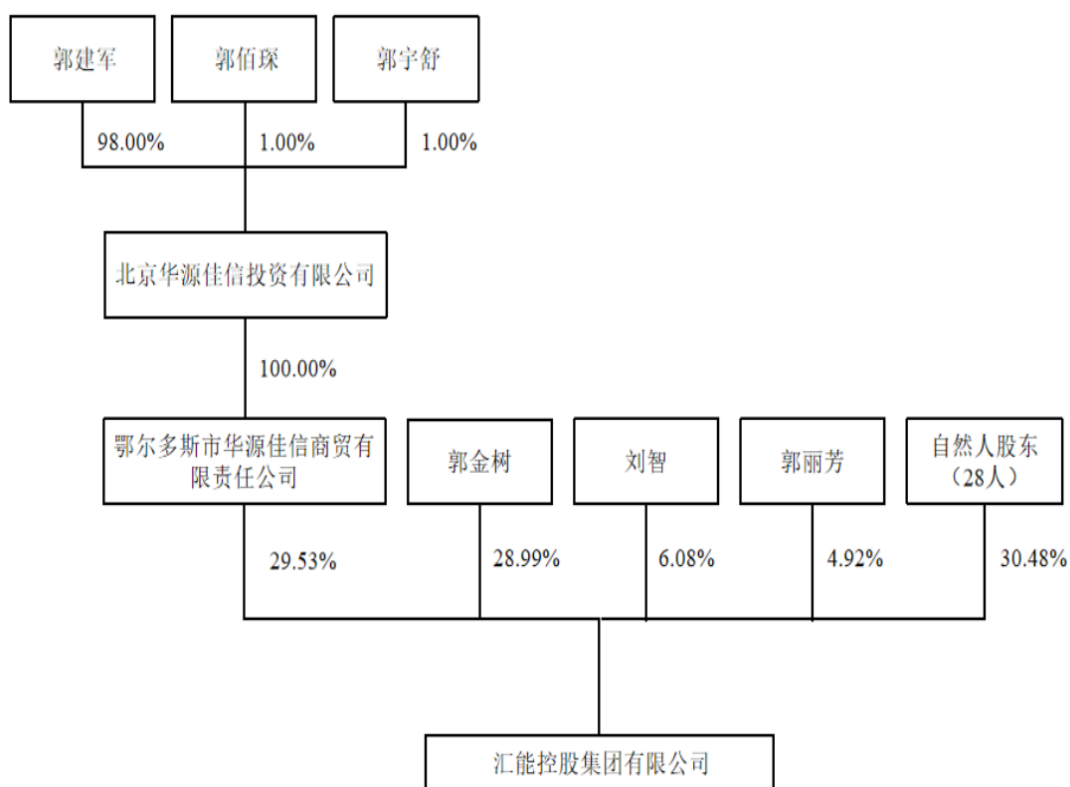 郭建军
郭佰琛
郭宇舒
98.00%
1.00%
1.00%
北京华源佳信投资有限公司
100.00%
鄂尔多斯市华源佳信商贸有
限责任公司
郭金树
刘智
郭丽芳
自然人股东
（28人）
29.53%
28.99%
6.08%
4.92%
30.48%
汇能控股集团有限公司